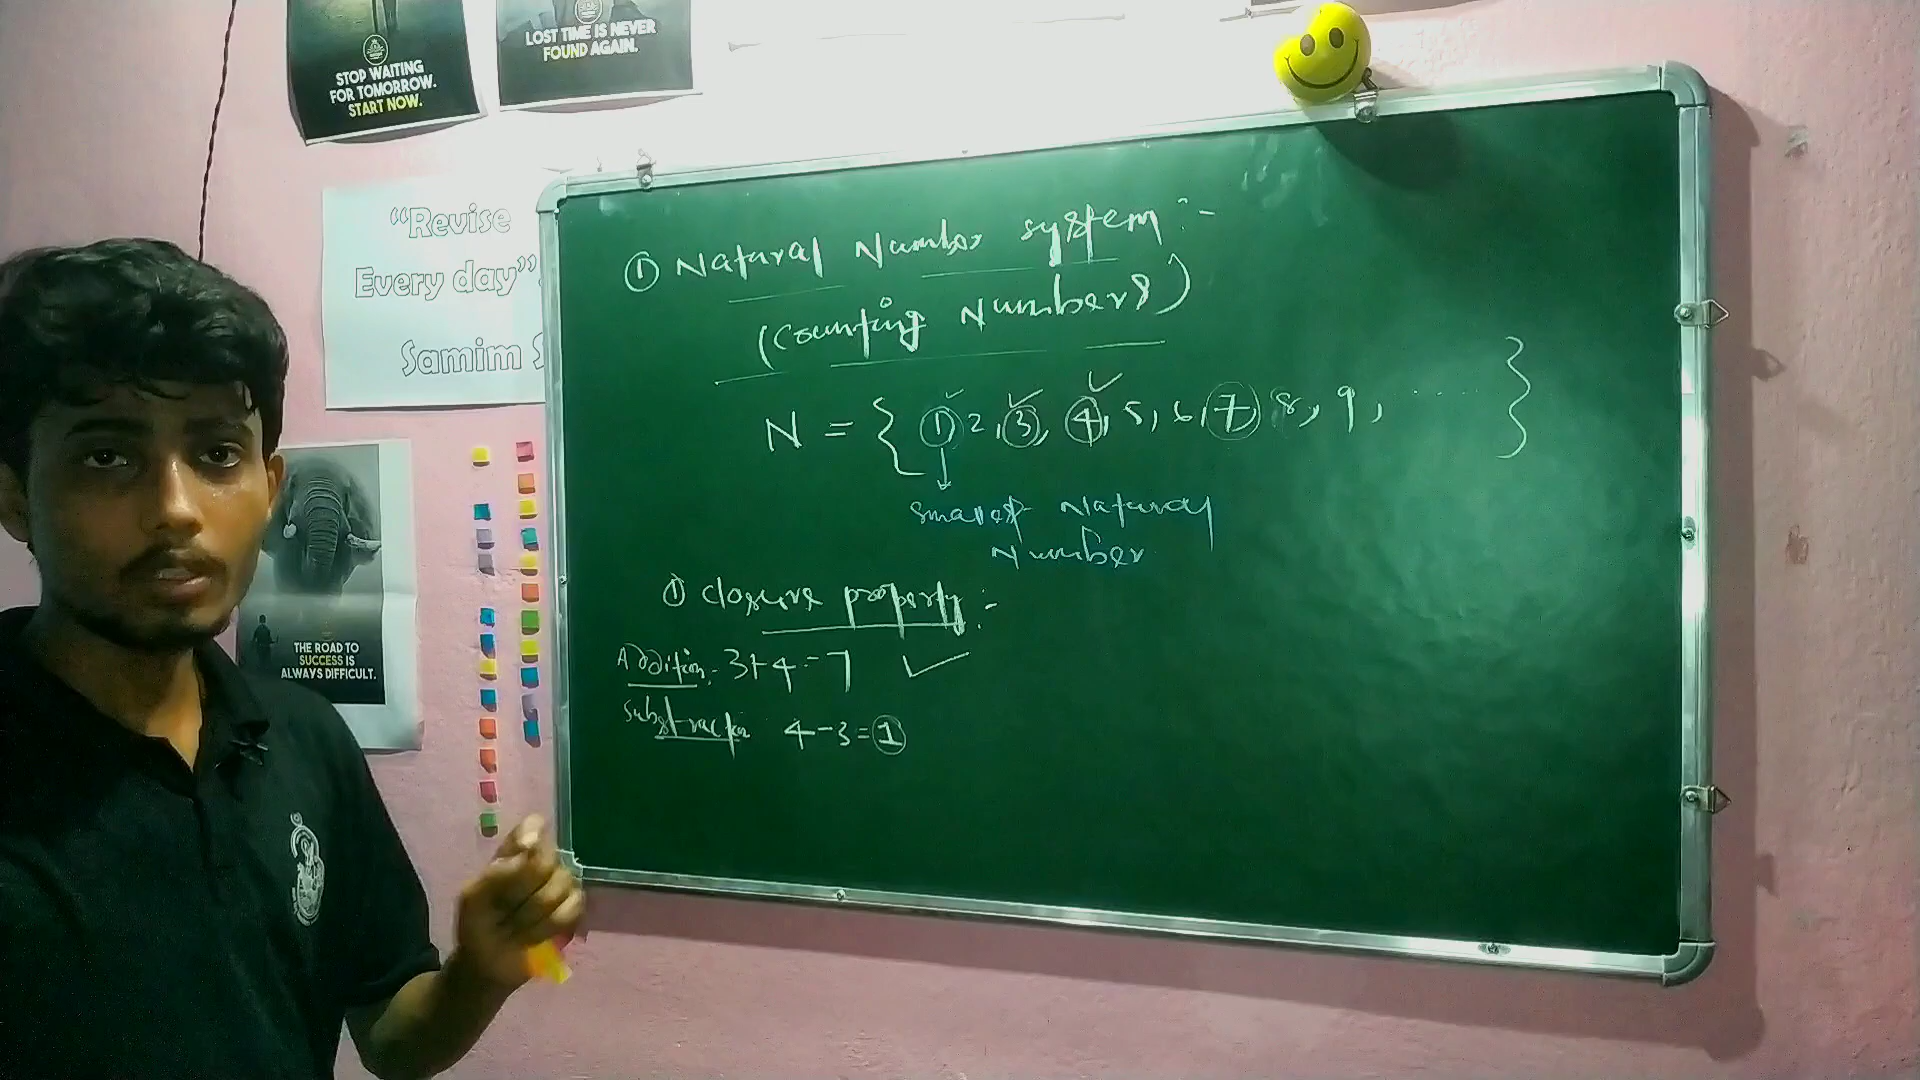 STOP WAITING
FOR TOMORROW.
START NOW.
LOST TIME IS NEVER
FOUND AGAIN.
"Revise
Every day"
Samim S
THE ROAD TO
SUCCESS IS
ALWAYS DIFFICULT.
① Natural Number system :-
(Counting Numbers)
N = { 1 2, 3, 4, 5, 6, 7, 8, 9, ...... }
smallest Natural
Number
① closure property :-
Addition :- 3+4=7 ✓
Substraction 4-3=1